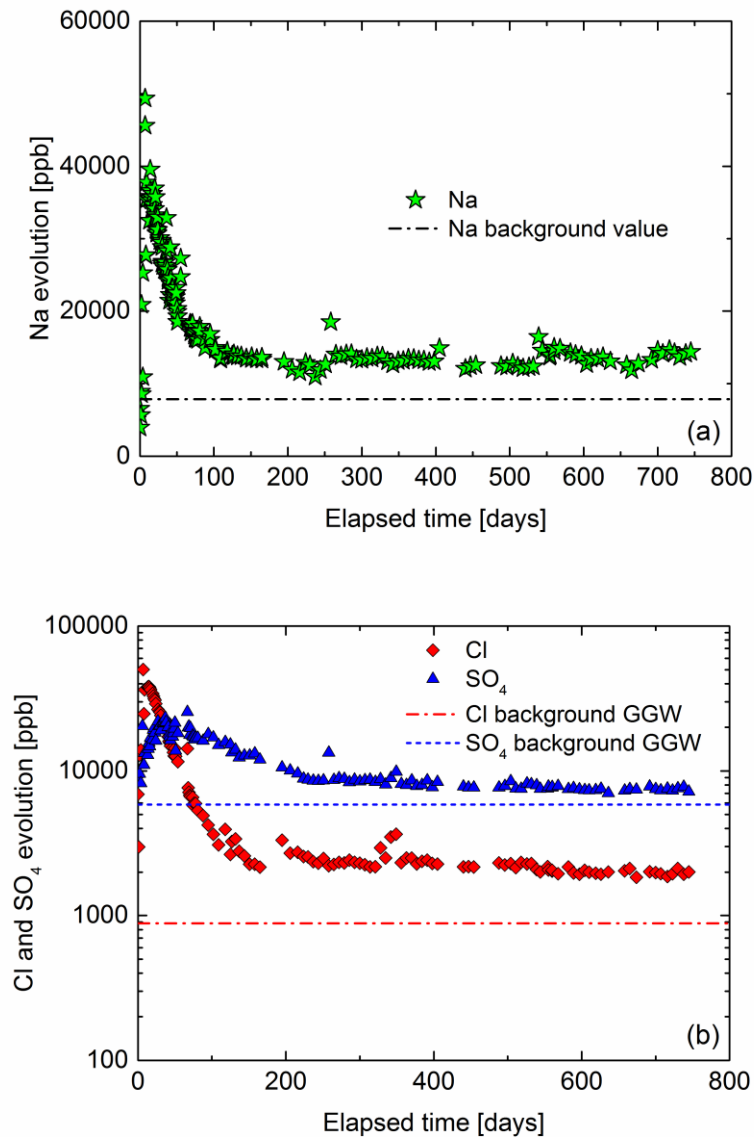 60000
40000
20000
0
Na evolution [ppb]
Na
Na background value
(a)
0 100 200 300 400 500 600 700 800
Elapsed time [days]
100000
10000
1000
100
Cl and SO₄ evolution [ppb]
Cl
SO₄
Cl background GGW
SO₄ background GGW
(b)
0 200 400 600 800
Elapsed time [days]